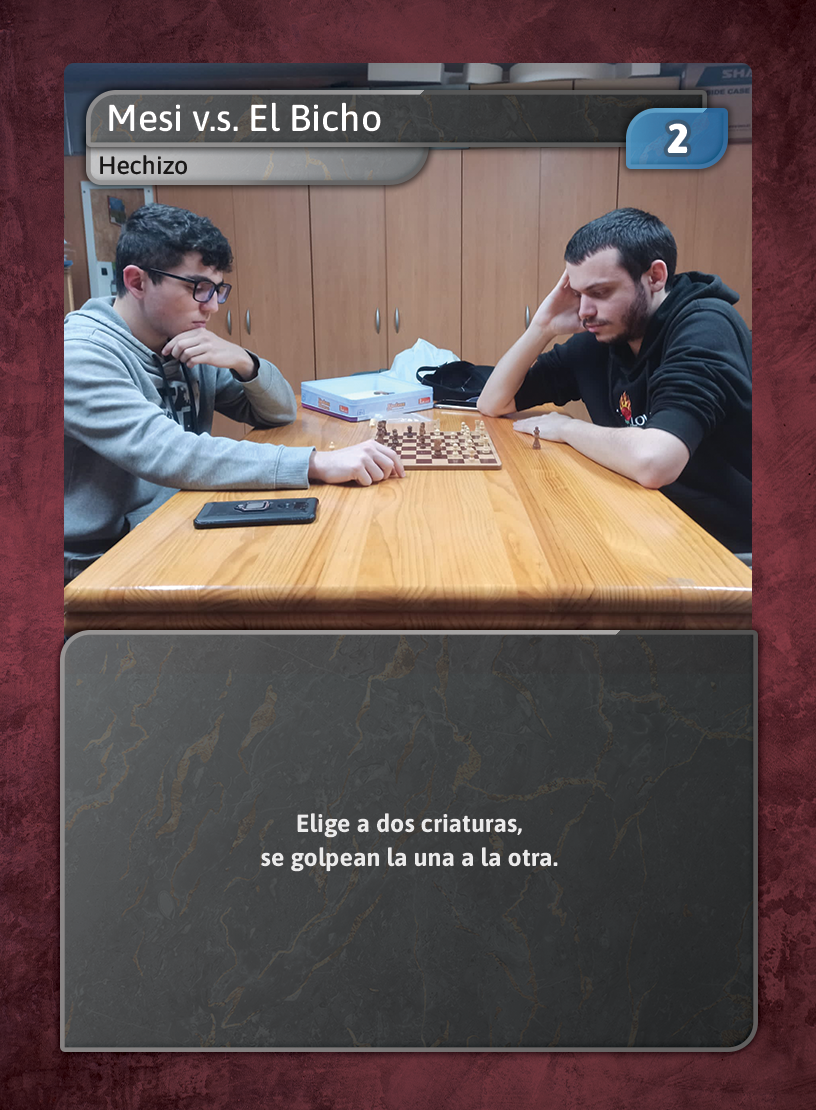 Mesi v.s. El Bicho
2
Hechizo
Elige a dos criaturas,
se golpean la una a la otra.